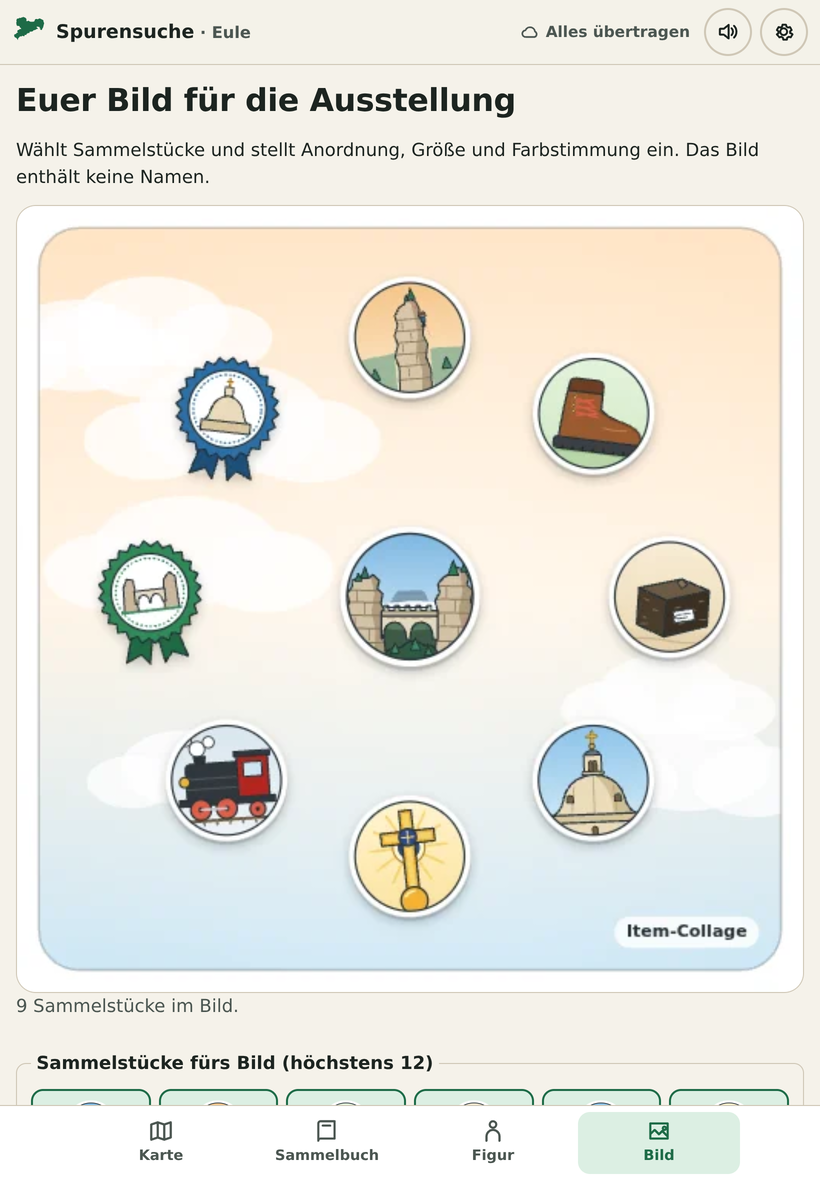 Spurensuche · Eule
Alles übertragen
Euer Bild für die Ausstellung
Wählt Sammelstücke und stellt Anordnung, Größe und Farbstimmung ein. Das Bild
enthält keine Namen.
Item-Collage
9 Sammelstücke im Bild.
Sammelstücke fürs Bild (höchstens 12)
Karte
Sammelbuch
Figur
Bild